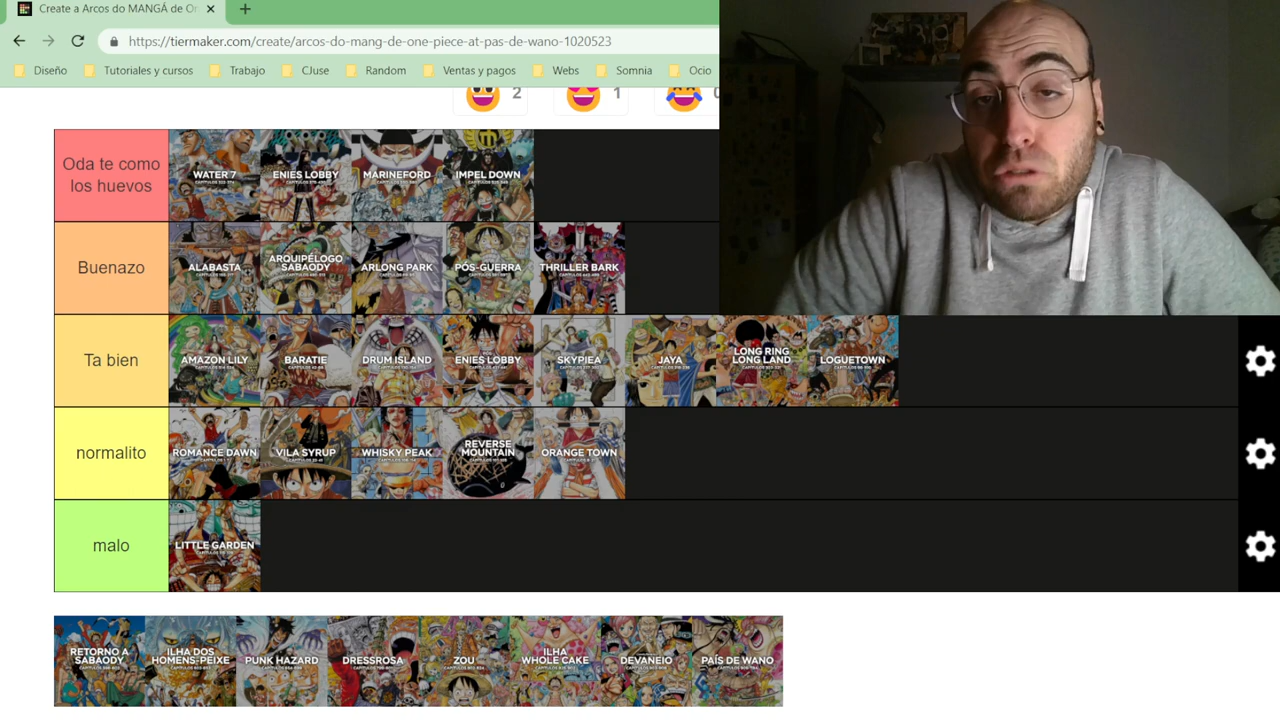 Create a Arcos do MANGÁ de O
https://tiermaker.com/create/arcos-do-mang-de-one-piece-at-pas-de-wano-1020523
Diseño
Tutoriales y cursos
Trabajo
CJuse
Random
Ventas y pagos
Webs
Somnia
Ocio
2
1
Oda te como
los huevos
WATER 7
ENIES LOBBY
MARINEFORD
IMPEL DOWN
Buenazo
ALABASTA
ARQUIPÉLOGO
SABAODY
ARLONG PARK
PÓS-GUERRA
THRILLER BARK
Ta bien
AMAZON LILY
BARATIE
DRUM ISLAND
ENIES LOBBY
SKYPIEA
JAYA
LONG RING
LONG LAND
LOGUETOWN
normalito
ROMANCE DAWN
VILA SYRUP
WHISKY PEAK
REVERSE
MOUNTAIN
ORANGE TOWN
malo
LITTLE GARDEN
RETORNO A
SABAODY
ILHA DOS
HOMENS-PEIXE
PUNK HAZARD
DRESSROSA
ZOU
ILHA
WHOLE CAKE
DEVANEIO
PAÍS DE WANO